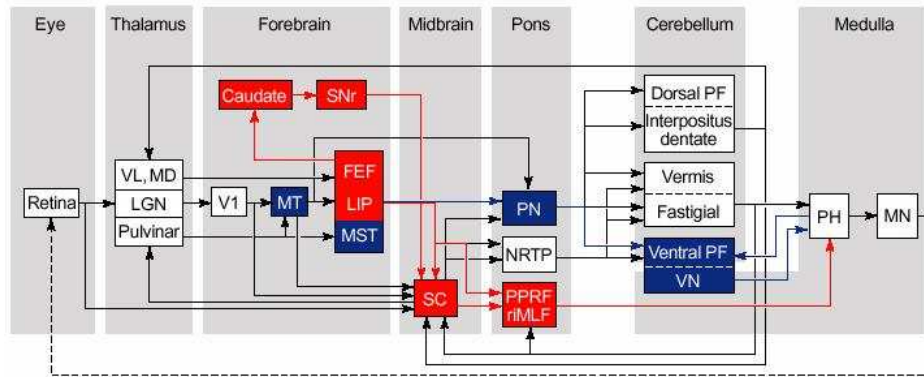 Eye
Thalamus
Forebrain
Midbrain
Pons
Cerebellum
Medulla
Caudate
SNr
Dorsal PF
Interpositus
dentate
VL, MD
FEF
Vermis
Retina
LGN
V1
MT
LIP
PN
Fastigial
PH
MN
Pulvinar
MST
NRTP
Ventral PF
VN
SC
PPRF
riMLF